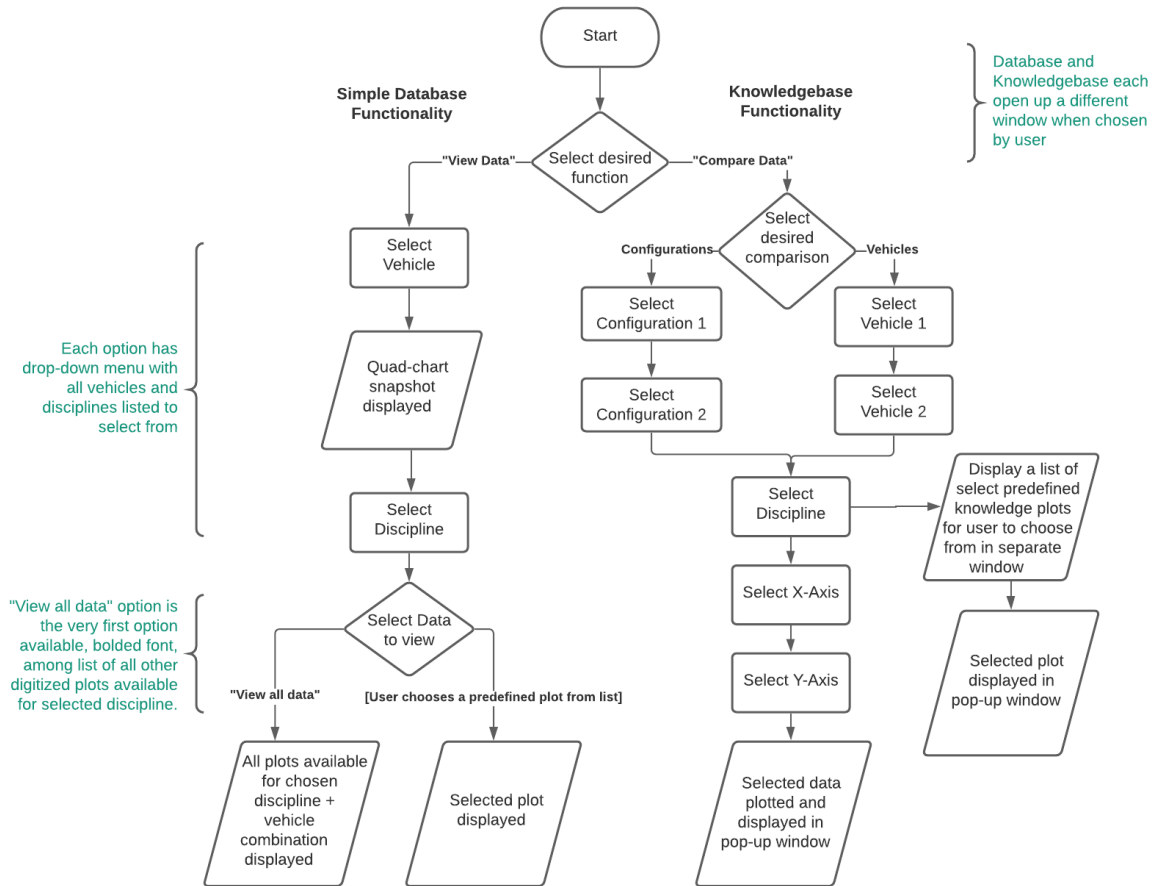 Start
Database and
Knowledgebase each
open up a different
window when chosen
by user
Simple Database
Functionality
Knowledgebase
Functionality
Select desired
function
"View Data"
"Compare Data"
Select
Vehicle
Select
desired
comparison
Configurations
Vehicles
Select
Configuration 1
Select
Vehicle 1
Each option has
drop-down menu with
all vehicles and
disciplines listed to
select from
Quad-chart
snapshot
displayed
Select
Configuration 2
Select
Vehicle 2
Select
Discipline
Select
Discipline
Display a list of
select predefined
knowledge plots
for user to choose
from in separate
window
"View all data" option is
the very first option
available, bolded font,
among list of all other
digitized plots available
for selected discipline.
Select Data
to view
Select X-Axis
Select Y-Axis
Selected plot
displayed in
pop-up window
"View all data"
[User chooses a predefined plot from list]
All plots available
for chosen
discipline +
vehicle
combination
displayed
Selected plot
displayed
Selected data
plotted and
displayed in
pop-up window